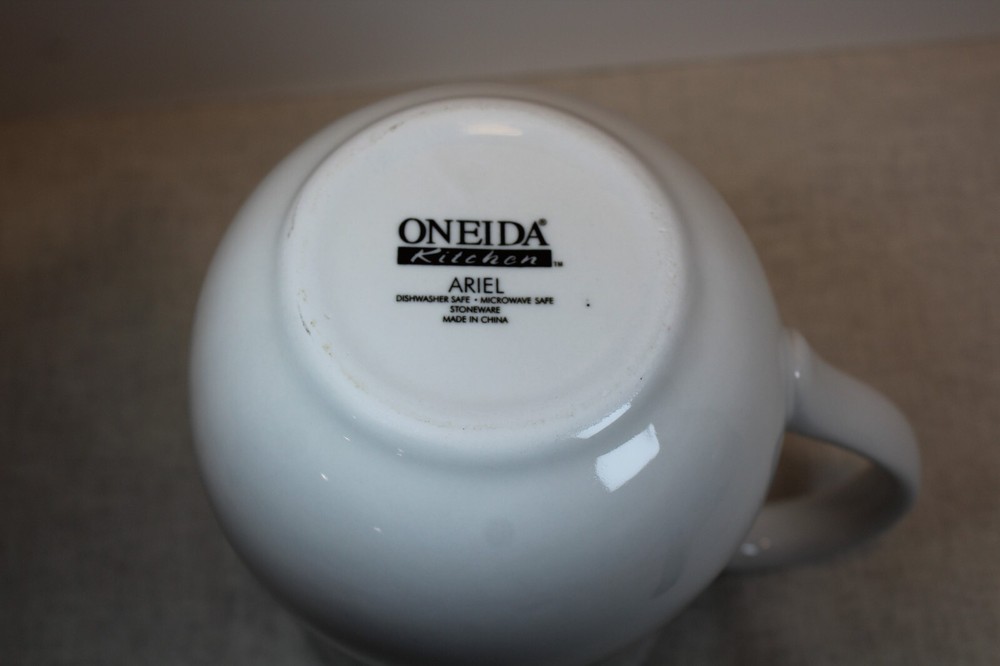 ONEIDA®
Kitchen™
ARIEL
DISHWASHER SAFE • MICROWAVE SAFE
STONEWARE
MADE IN CHINA